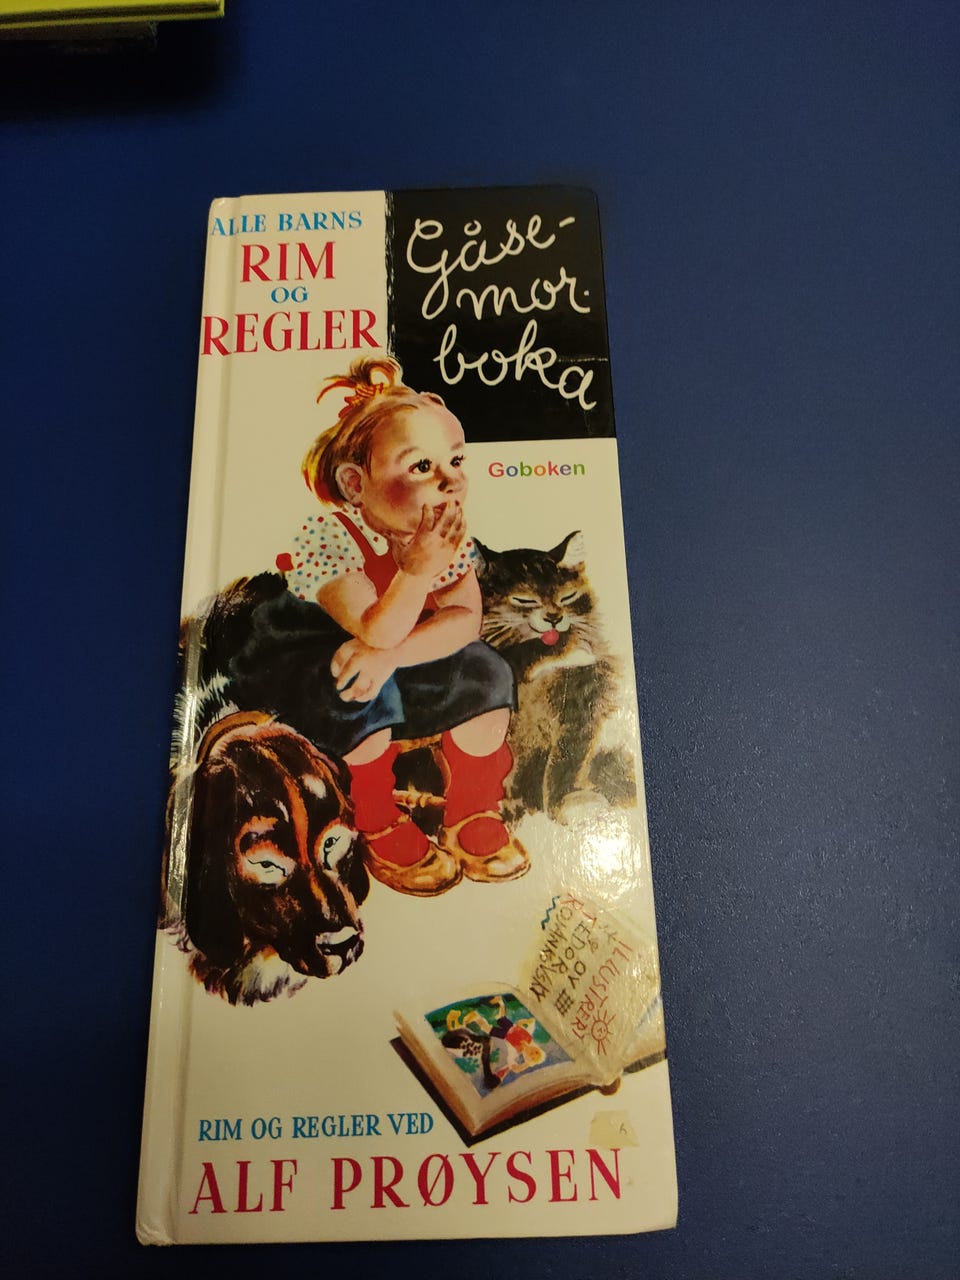 ALLE BARNS
RIM
OG
REGLER
Gåse-
mor-
boka
Goboken
ILLUSTRERT
AV
FEDOR
ROJANKOVSKY
RIM OG REGLER VED
ALF PRØYSEN